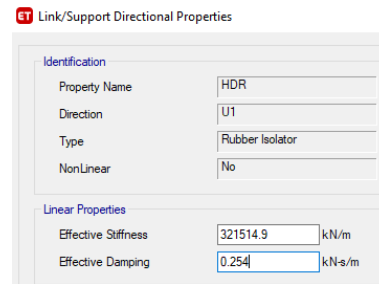 ET Link/Support Directional Properties
Identification
Property Name HDR
Direction U1
Type Rubber Isolator
NonLinear No
Linear Properties
Effective Stiffness 321514.9 kN/m
Effective Damping 0.254 kN-s/m